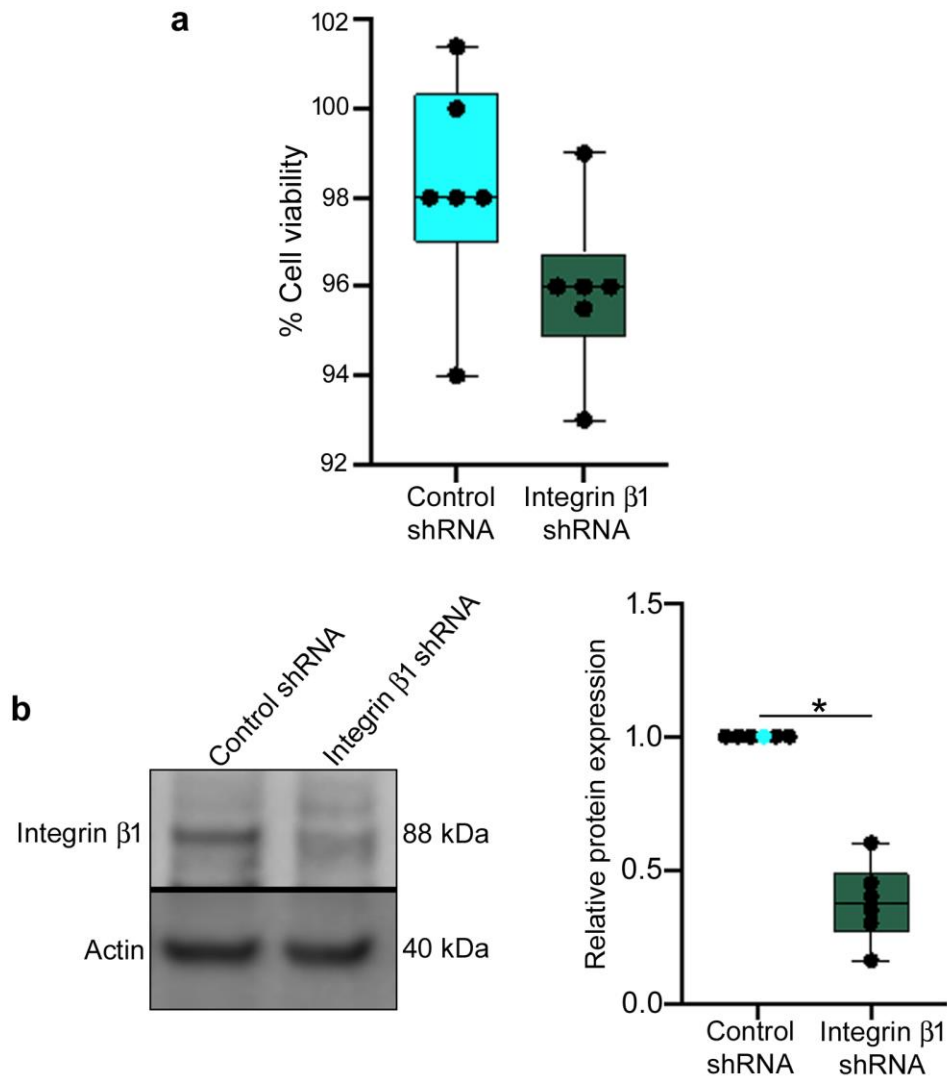 a
% Cell viability
102
100
98
96
94
92
Control
shRNA
Integrin β1
shRNA
b
Control shRNA
Integrin β1 shRNA
Integrin β1
88 kDa
Actin
40 kDa
Relative protein expression
1.5
1.0
0.5
0.0
*
Control
shRNA
Integrin β1
shRNA